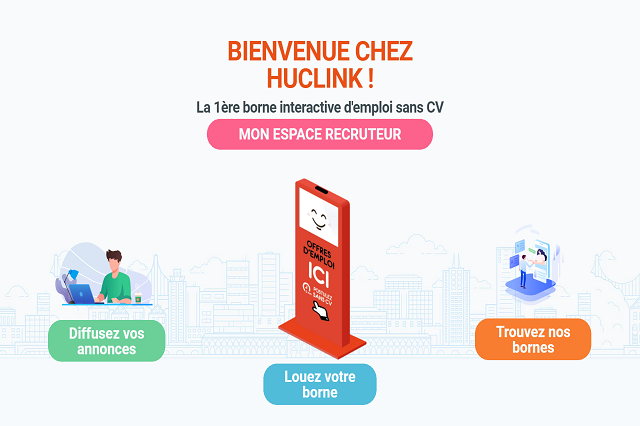 BIENVENUE CHEZ
HUCLINK !
La 1ère borne interactive d'emploi sans CV
MON ESPACE RECRUTEUR
OFFRES
D'EMPLOI
ICI
POSTULEZ
SANS CV
Diffusez vos
annonces
Louez votre
borne
Trouvez nos
bornes